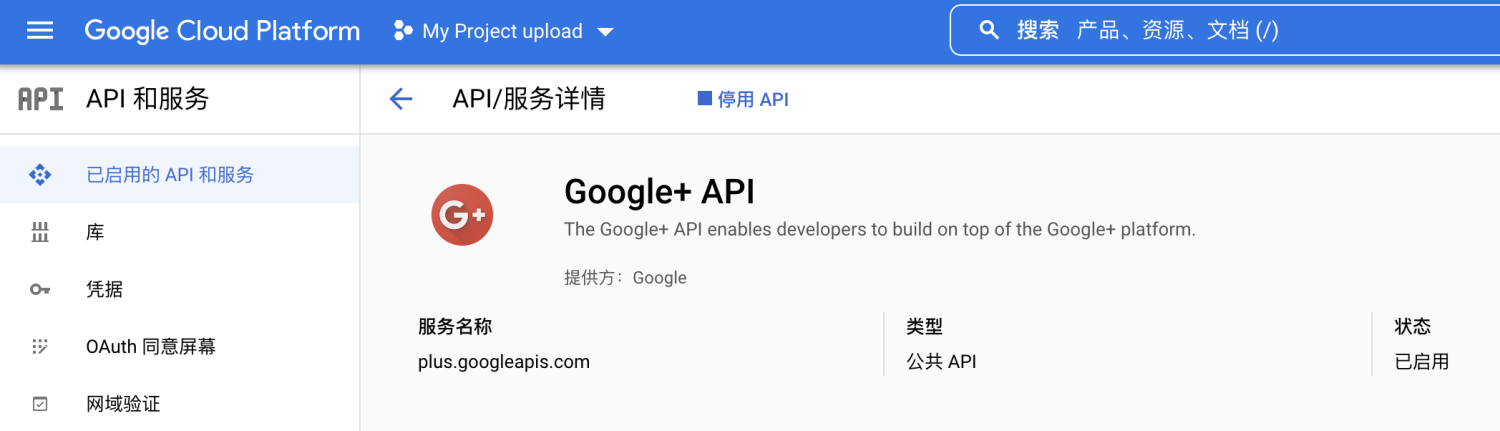 Google Cloud Platform My Project upload 搜索 产品、资源、文档 (/)
API API 和服务
API/服务详情 停用 API
已启用的 API 和服务
库
凭据
OAuth 同意屏幕
网域验证
G+
Google+ API
The Google+ API enables developers to build on top of the Google+ platform.
提供方：Google
服务名称
plus.googleapis.com
类型
公共 API
状态
已启用